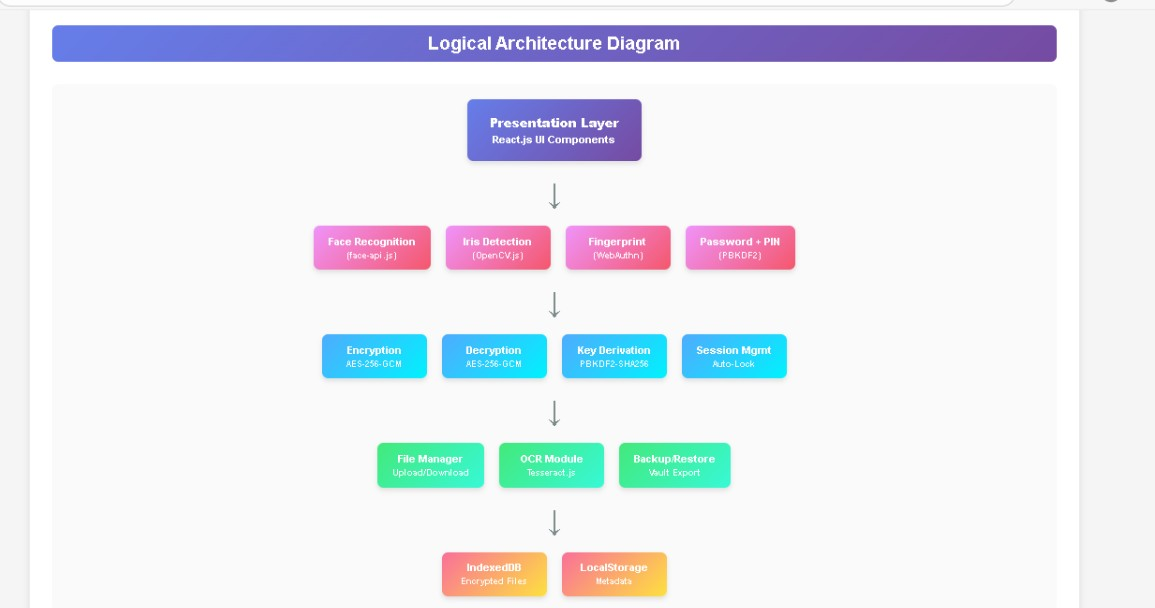 Logical Architecture Diagram
Presentation Layer
React.js UI Components
Face Recognition
(face-api.js)
Iris Detection
(OpenCV.js)
Fingerprint
(WebAuthn)
Password + PIN
(PBKDF2)
Encryption
AES-256-GCM
Decryption
AES-256-GCM
Key Derivation
PBKDF2-SHA256
Session Mgmt
Auto-Lock
File Manager
Upload/Download
OCR Module
Tesseract.js
Backup/Restore
Vault Export
IndexedDB
Encrypted Files
LocalStorage
Metadata